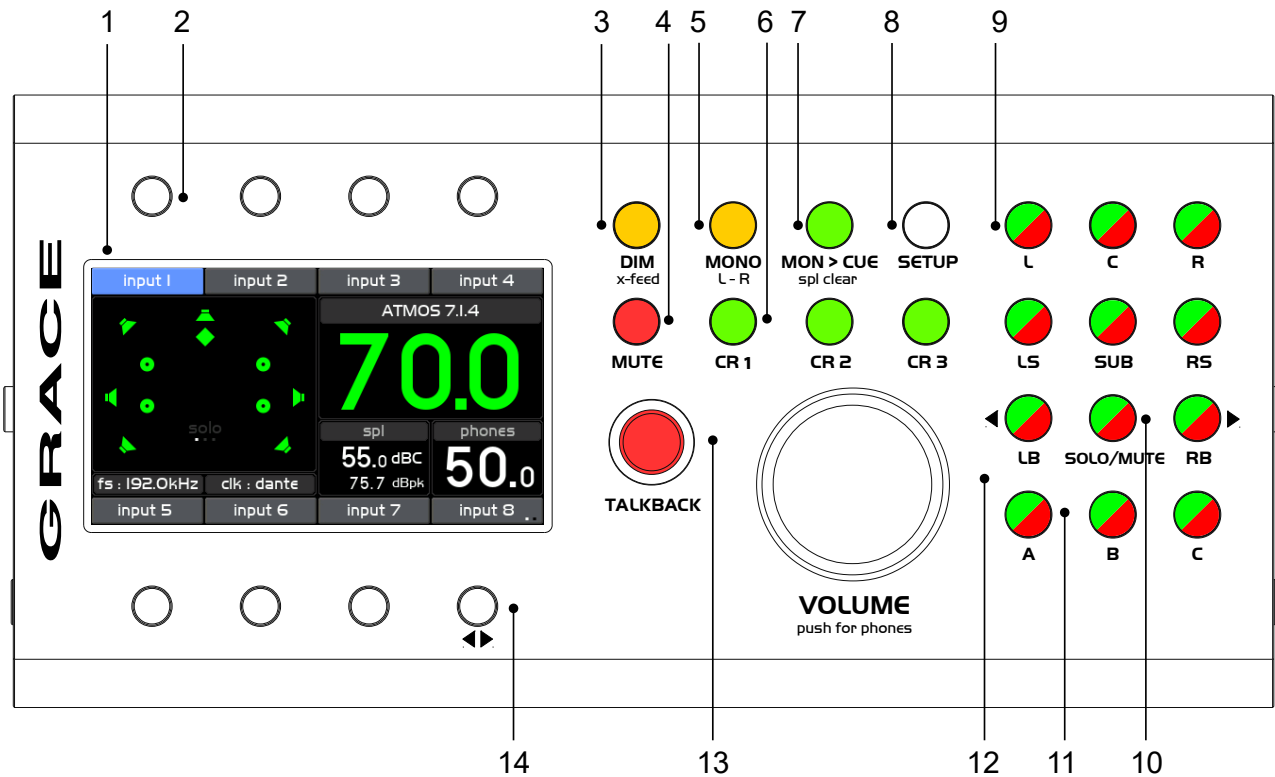 1 2 3 4 5 6 7 8 9
GRACE
input 1 input 2 input 3 input 4
ATMOS 7.1.4
70.0
solo
spl phones
55.0 dBC
75.7 dBpk
50.0
fs : 192.0kHz clk : dante
input 5 input 6 input 7 input 8
DIM MONO MON > CUE SETUP
x-feed L - R spl clear
MUTE CR 1 CR 2 CR 3
TALKBACK
VOLUME
push for phones
L C R
LS SUB RS
LB SOLO/MUTE RB
A B C
14 13 12 11 10